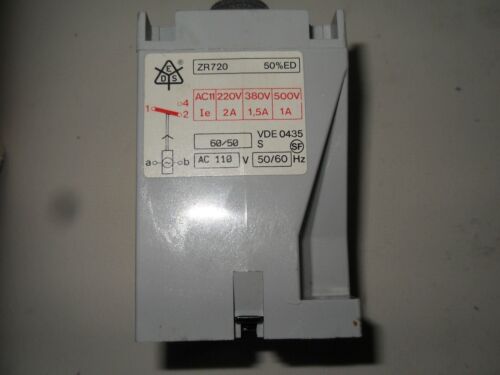 E
D S
ZR720 50%ED
AC11 220V 380V 500V
Ie 2A 1,5A 1A
4
1
2
60/50 VDE 0435
S SF
a b AC 110 V 50/60 Hz